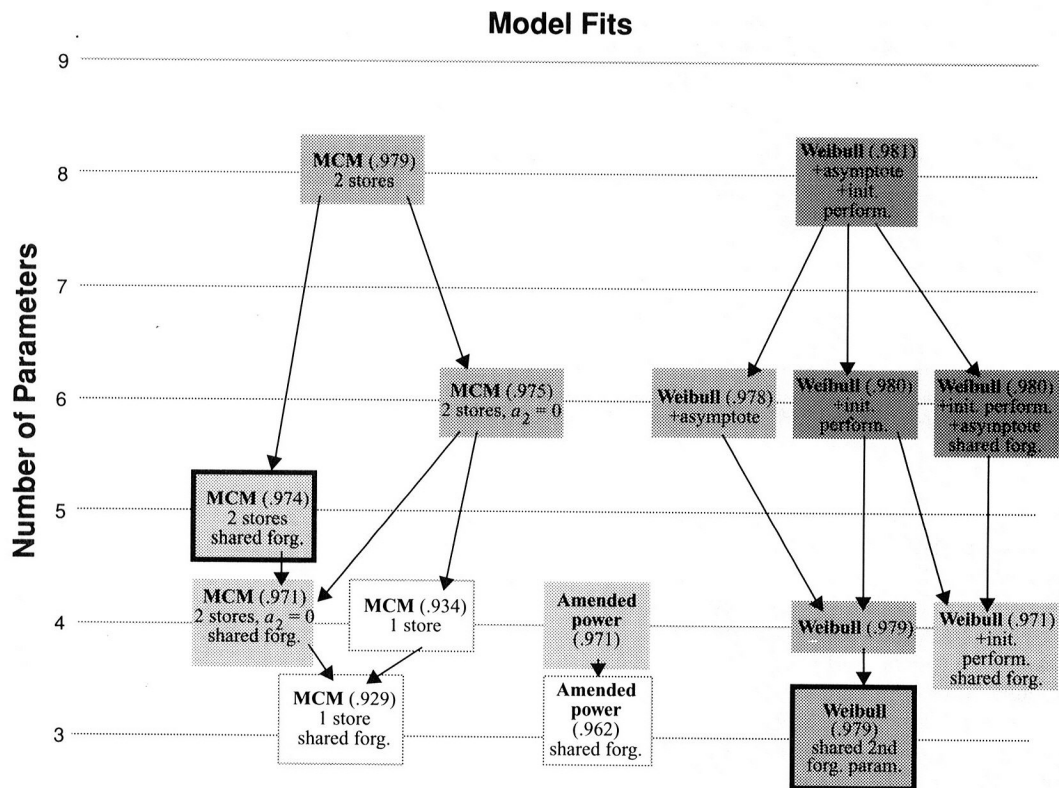 Model Fits
Number of Parameters
9
8
7
6
5
4
3
MCM (.979)
2 stores
Weibull (.981)
+asymptote
+init.
perform.
MCM (.975)
2 stores, a2 = 0
Weibull (.978)
+asymptote
Weibull (.980)
+init.
perform.
Weibull (.980)
+init. perform.
+asymptote
shared forg.
MCM (.974)
2 stores
shared forg.
MCM (.971)
2 stores, a2 = 0
shared forg.
MCM (.934)
1 store
Amended
power
(.971)
Weibull (.979)
Weibull (.971)
+init.
perform.
shared forg.
MCM (.929)
1 store
shared forg.
Amended
power
(.962)
shared forg.
Weibull
(.979)
shared 2nd
forg. param.